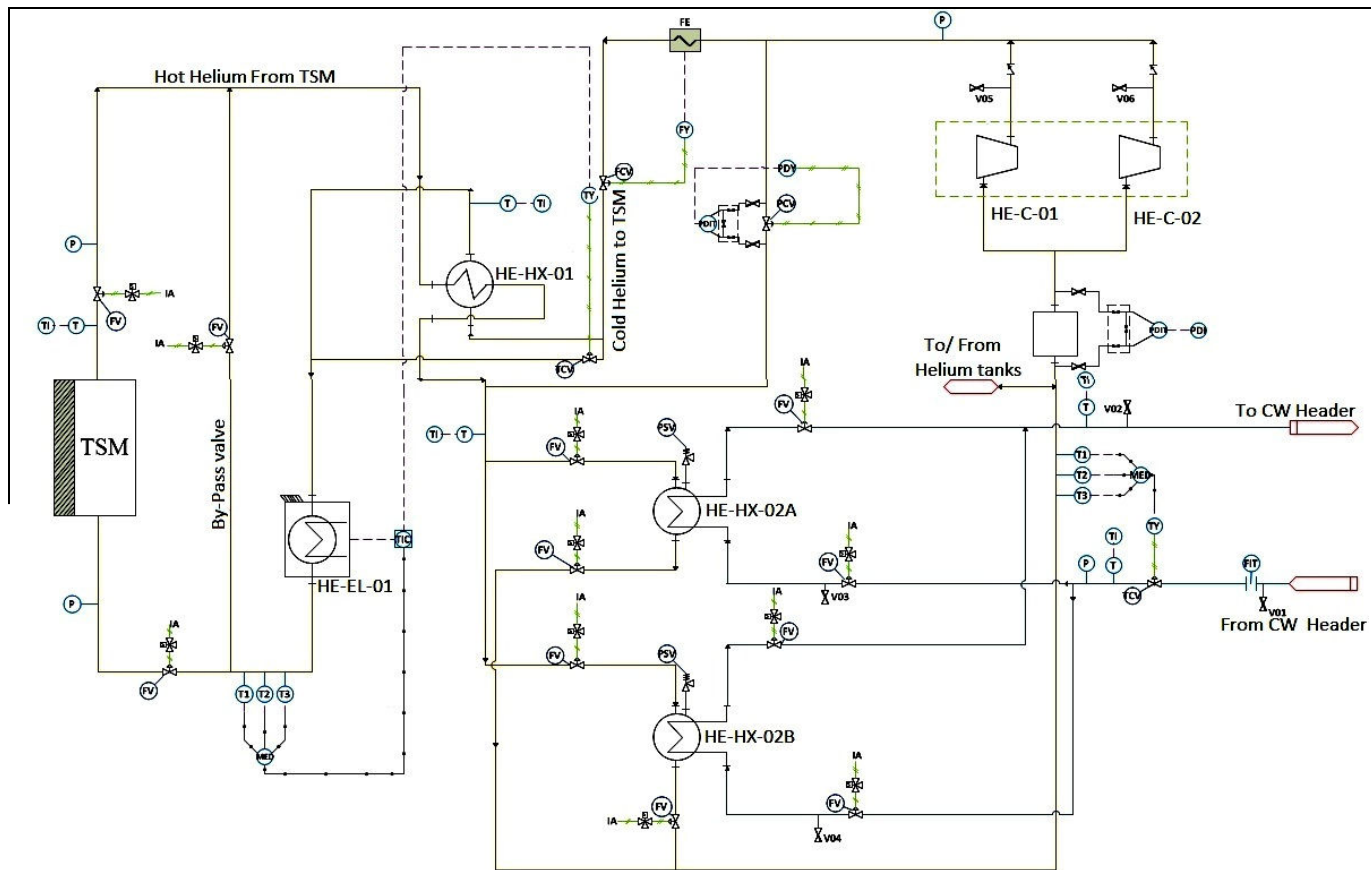 FE
P
Hot Helium From TSM
V05
V06
FY
FCV
PDY
TY
T
TI
PCV
PDIT
HE-C-01
HE-C-02
P
HE-HX-01
Cold Helium to TSM
IA
FV
TI
T
FV
IA
TCV
To/ From
Helium tanks
PDIT
PDI
IA
TI
T
V02
FV
To CW Header
TSM
By-Pass valve
TI
T
IA
FV
PSV
T1
T2
T3
MED
HE-HX-02A
TIC
HE-EL-01
IA
FV
IA
FV
V03
TI
P
T
TY
TCV
FIT
V01
From CW Header
P
IA
FV
IA
FV
IA
FV
PSV
T1
T2
T3
MED
HE-HX-02B
IA
FV
IA
FV
V04